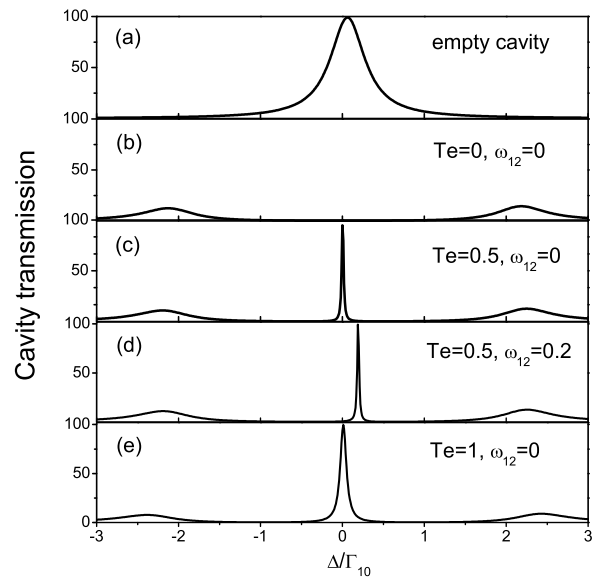 Cavity transmission
100
(a)
empty cavity
50
100
(b)
Te=0, ω12=0
50
100
(c)
Te=0.5, ω12=0
50
100
(d)
Te=0.5, ω12=0.2
50
100
(e)
Te=1, ω12=0
50
0
-3 -2 -1 0 1 2 3
Δ/Γ10